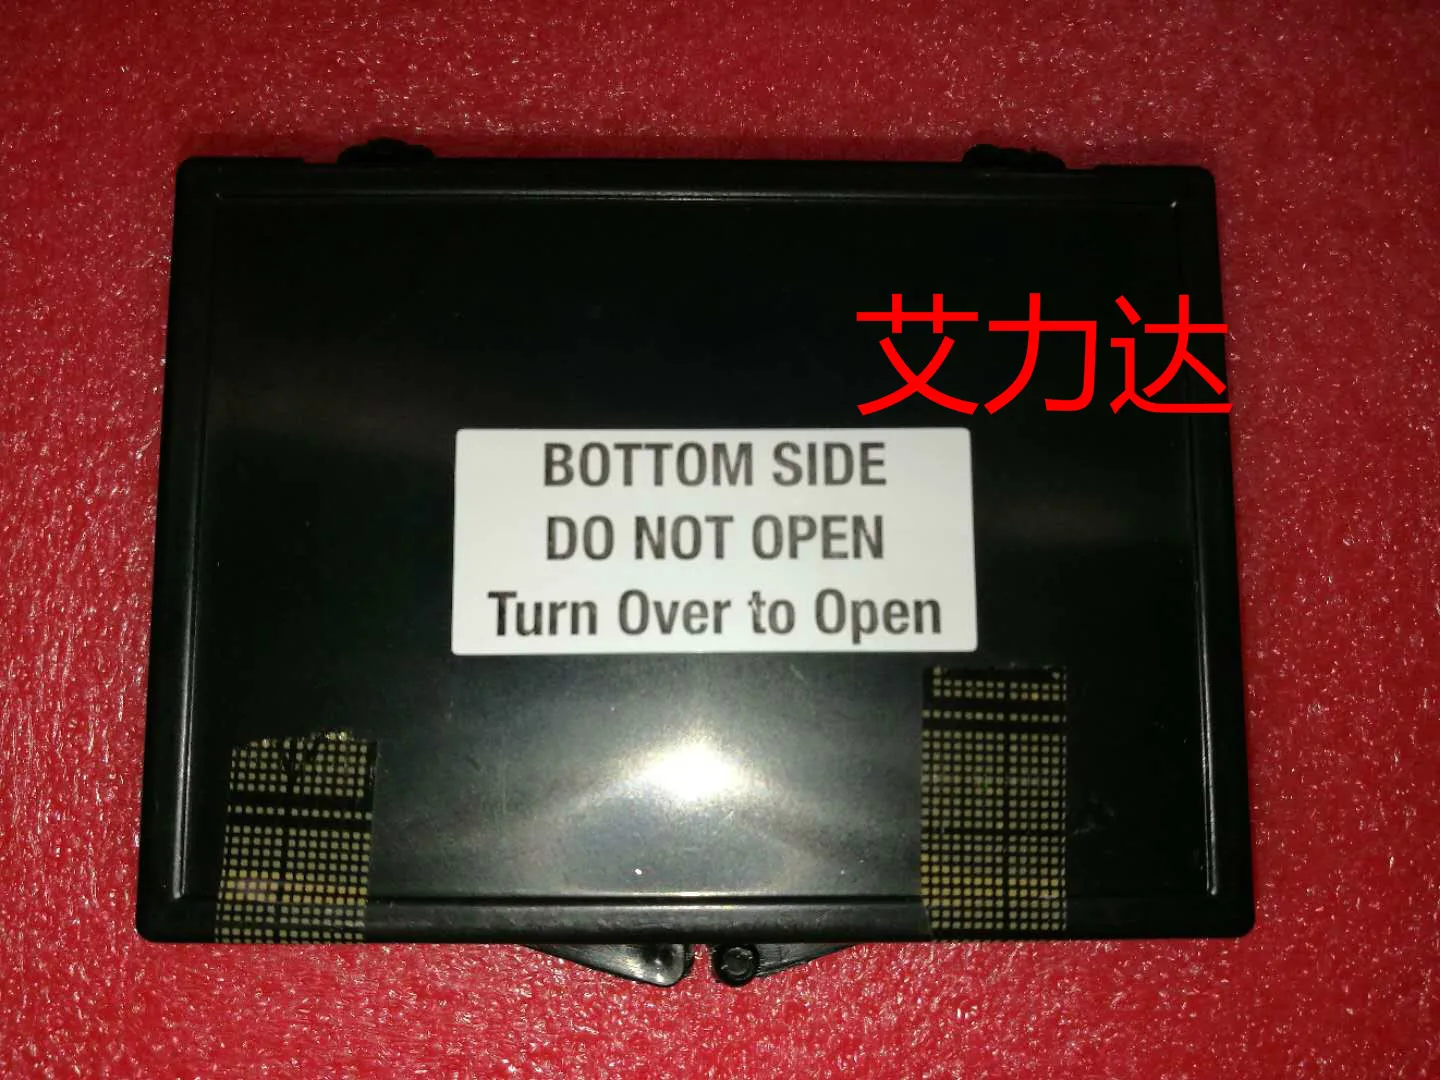 艾力达
BOTTOM SIDE
DO NOT OPEN
Turn Over to Open